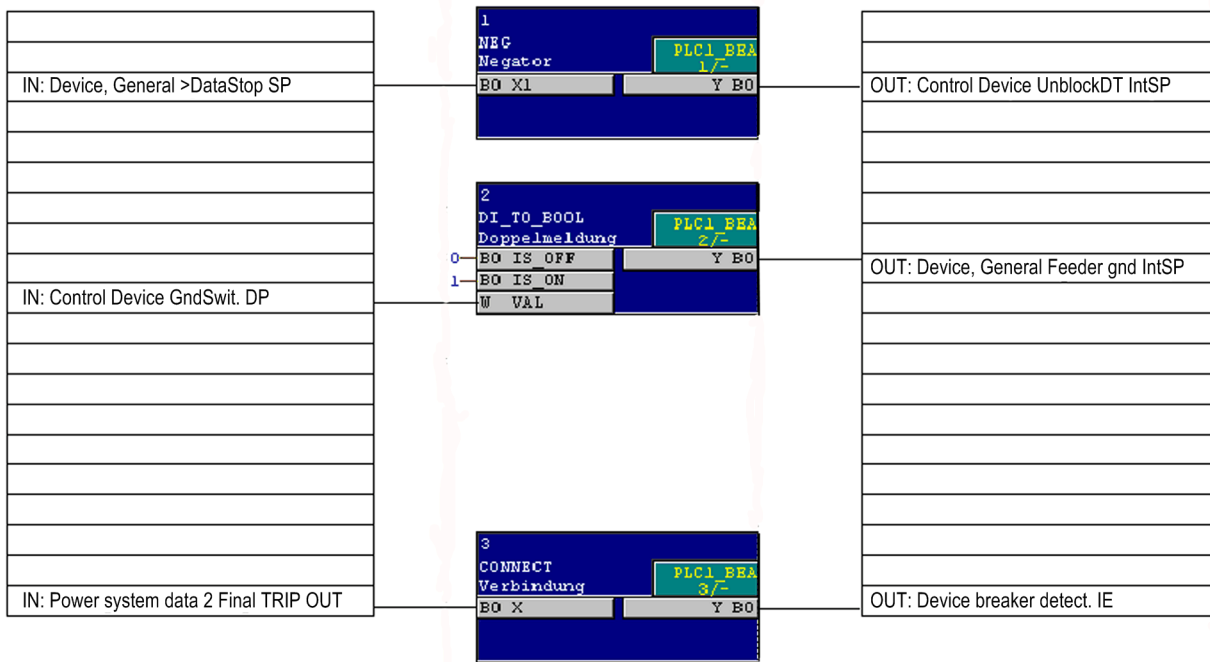 IN: Device, General >DataStop SP
1
NEG
Negator
PLC1_BEA
1/-
BO X1
Y BO
OUT: Control Device UnblockDT IntSP
2
DI_TO_BOOL
Doppelmeldung
PLC1_BEA
2/-
0
BO IS_OFF
Y BO
1
BO IS_ON
W VAL
IN: Control Device GndSwit. DP
OUT: Device, General Feeder gnd IntSP
3
CONNECT
Verbindung
PLC1_BEA
3/-
IN: Power system data 2 Final TRIP OUT
BO X
Y BO
OUT: Device breaker detect. IE